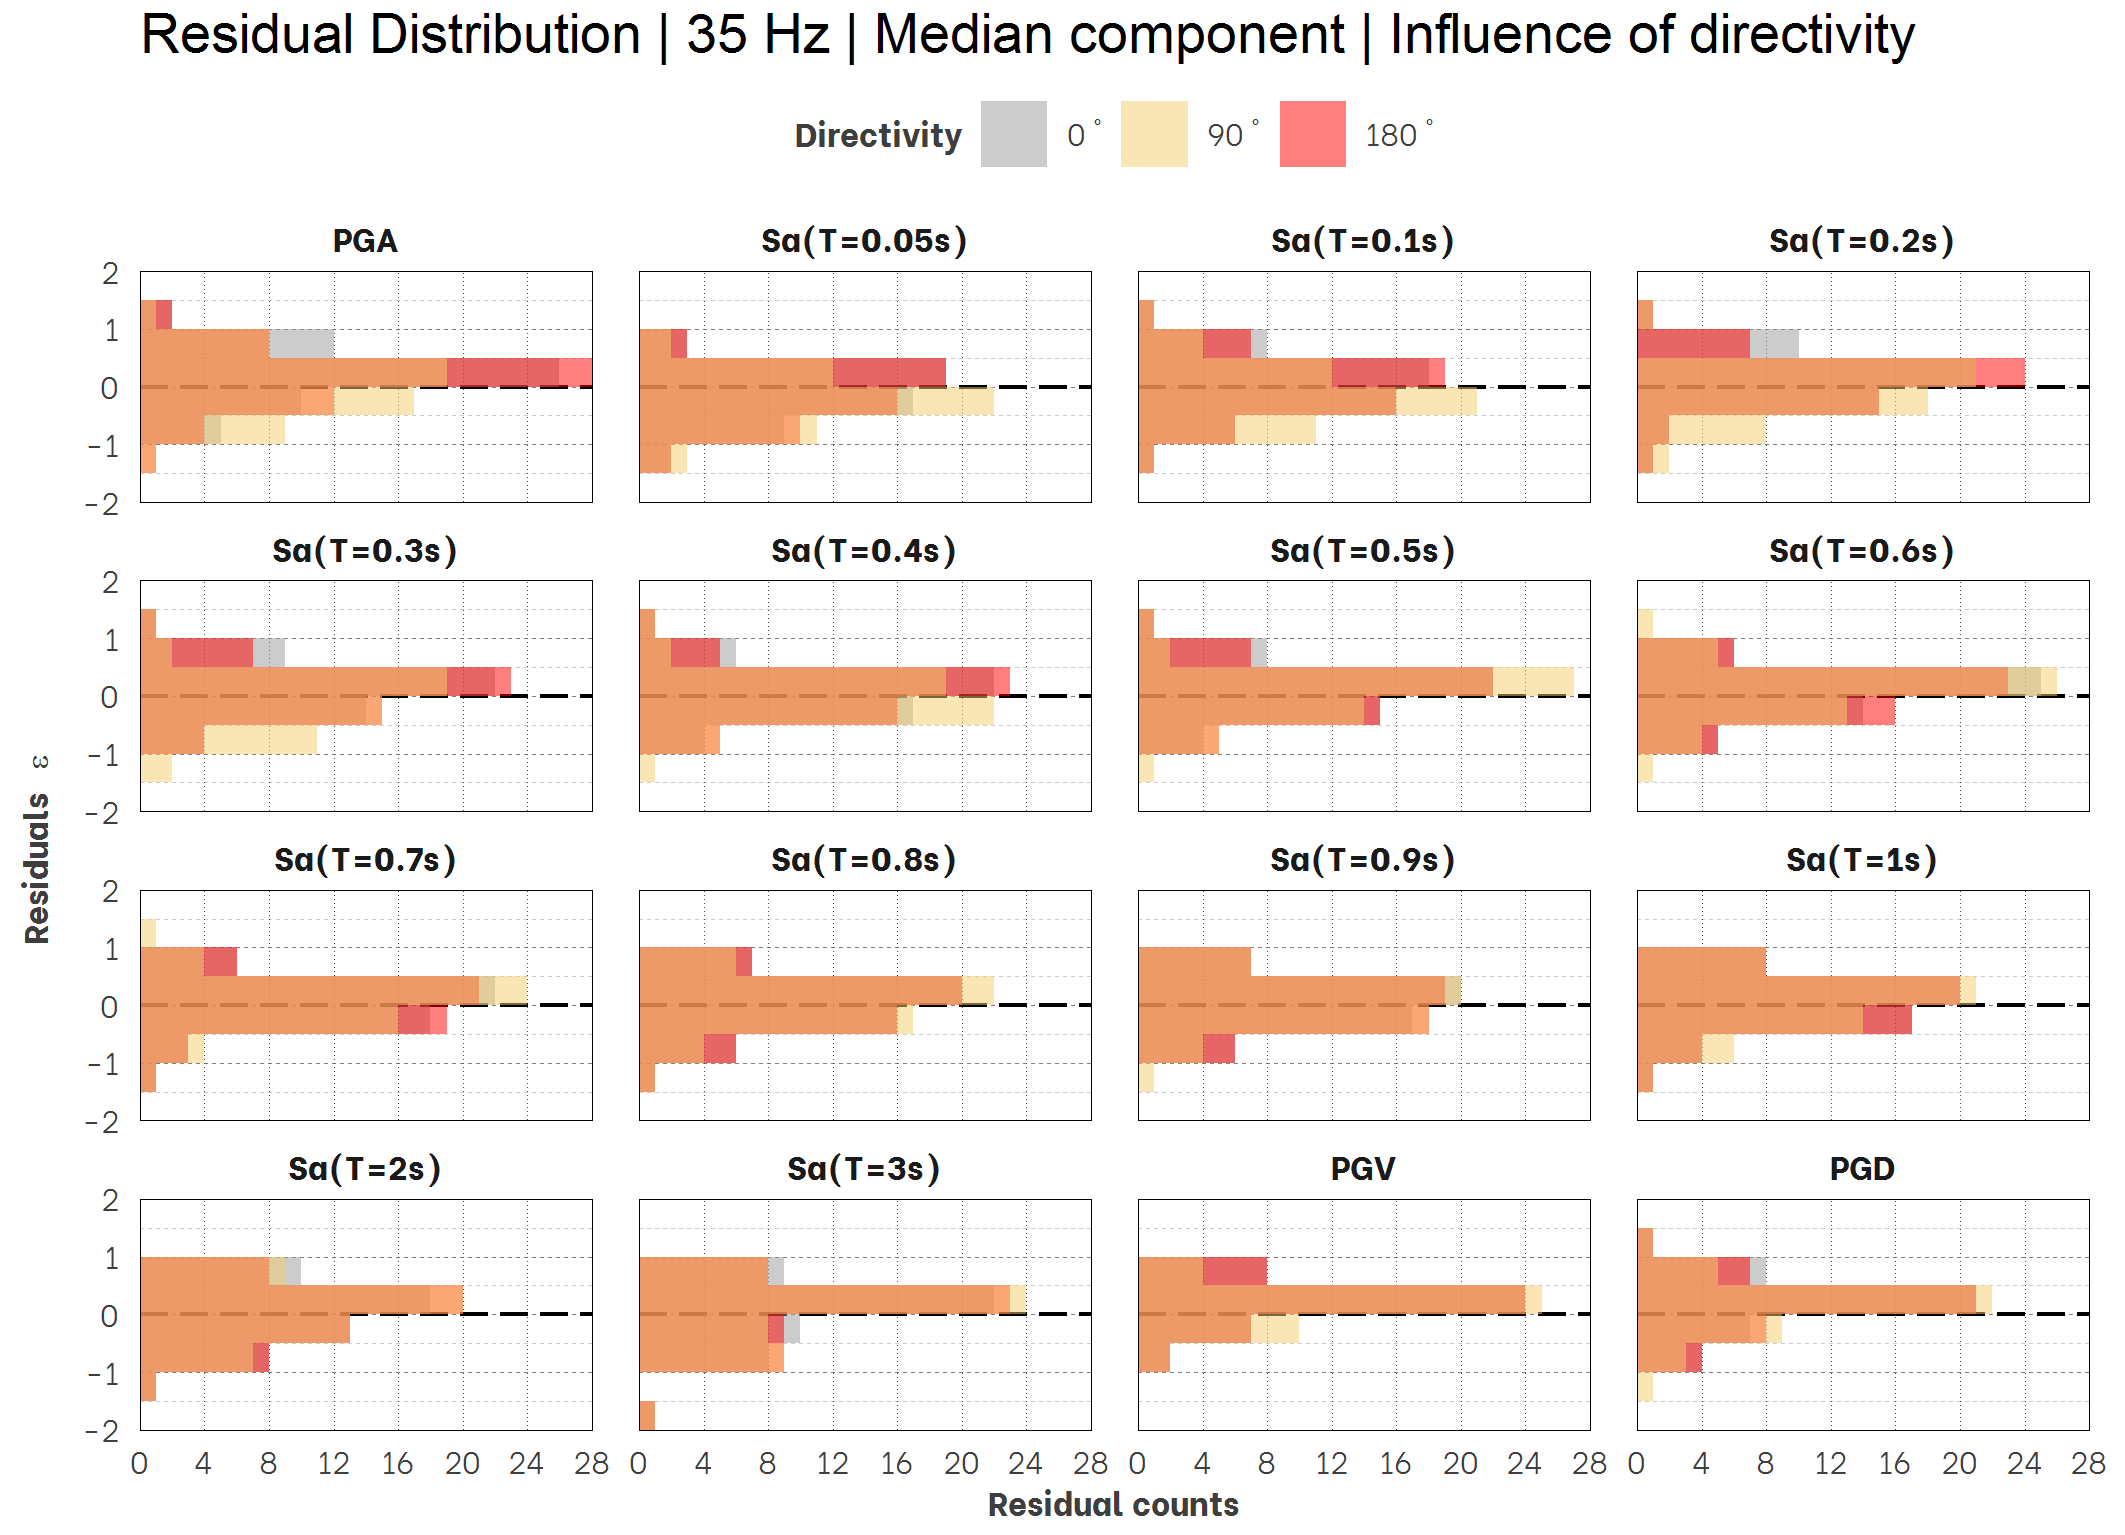 Residual Distribution | 35 Hz | Median component | Influence of directivity
Directivity 0° 90° 180°
PGA Sa(T=0.05s) Sa(T=0.1s) Sa(T=0.2s)
2
1
0
-1
-2
Sa(T=0.3s) Sa(T=0.4s) Sa(T=0.5s) Sa(T=0.6s)
2
1
0
-1
-2
Residuals ε
Sa(T=0.7s) Sa(T=0.8s) Sa(T=0.9s) Sa(T=1s)
2
1
0
-1
-2
Sa(T=2s) Sa(T=3s) PGV PGD
2
1
0
-1
-2
0 4 8 12 16 20 24 28 0 4 8 12 16 20 24 28 0 4 8 12 16 20 24 28 0 4 8 12 16 20 24 28
Residual counts